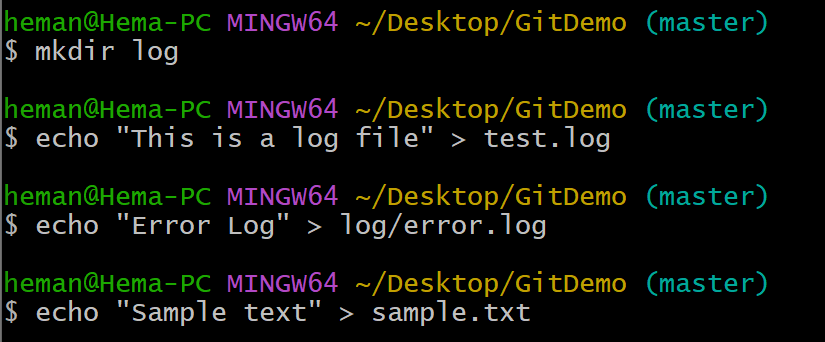 heman@Hema-PC MINGW64 ~/Desktop/GitDemo (master)
$ mkdir log
heman@Hema-PC MINGW64 ~/Desktop/GitDemo (master)
$ echo "This is a log file" > test.log
heman@Hema-PC MINGW64 ~/Desktop/GitDemo (master)
$ echo "Error Log" > log/error.log
heman@Hema-PC MINGW64 ~/Desktop/GitDemo (master)
$ echo "Sample text" > sample.txt